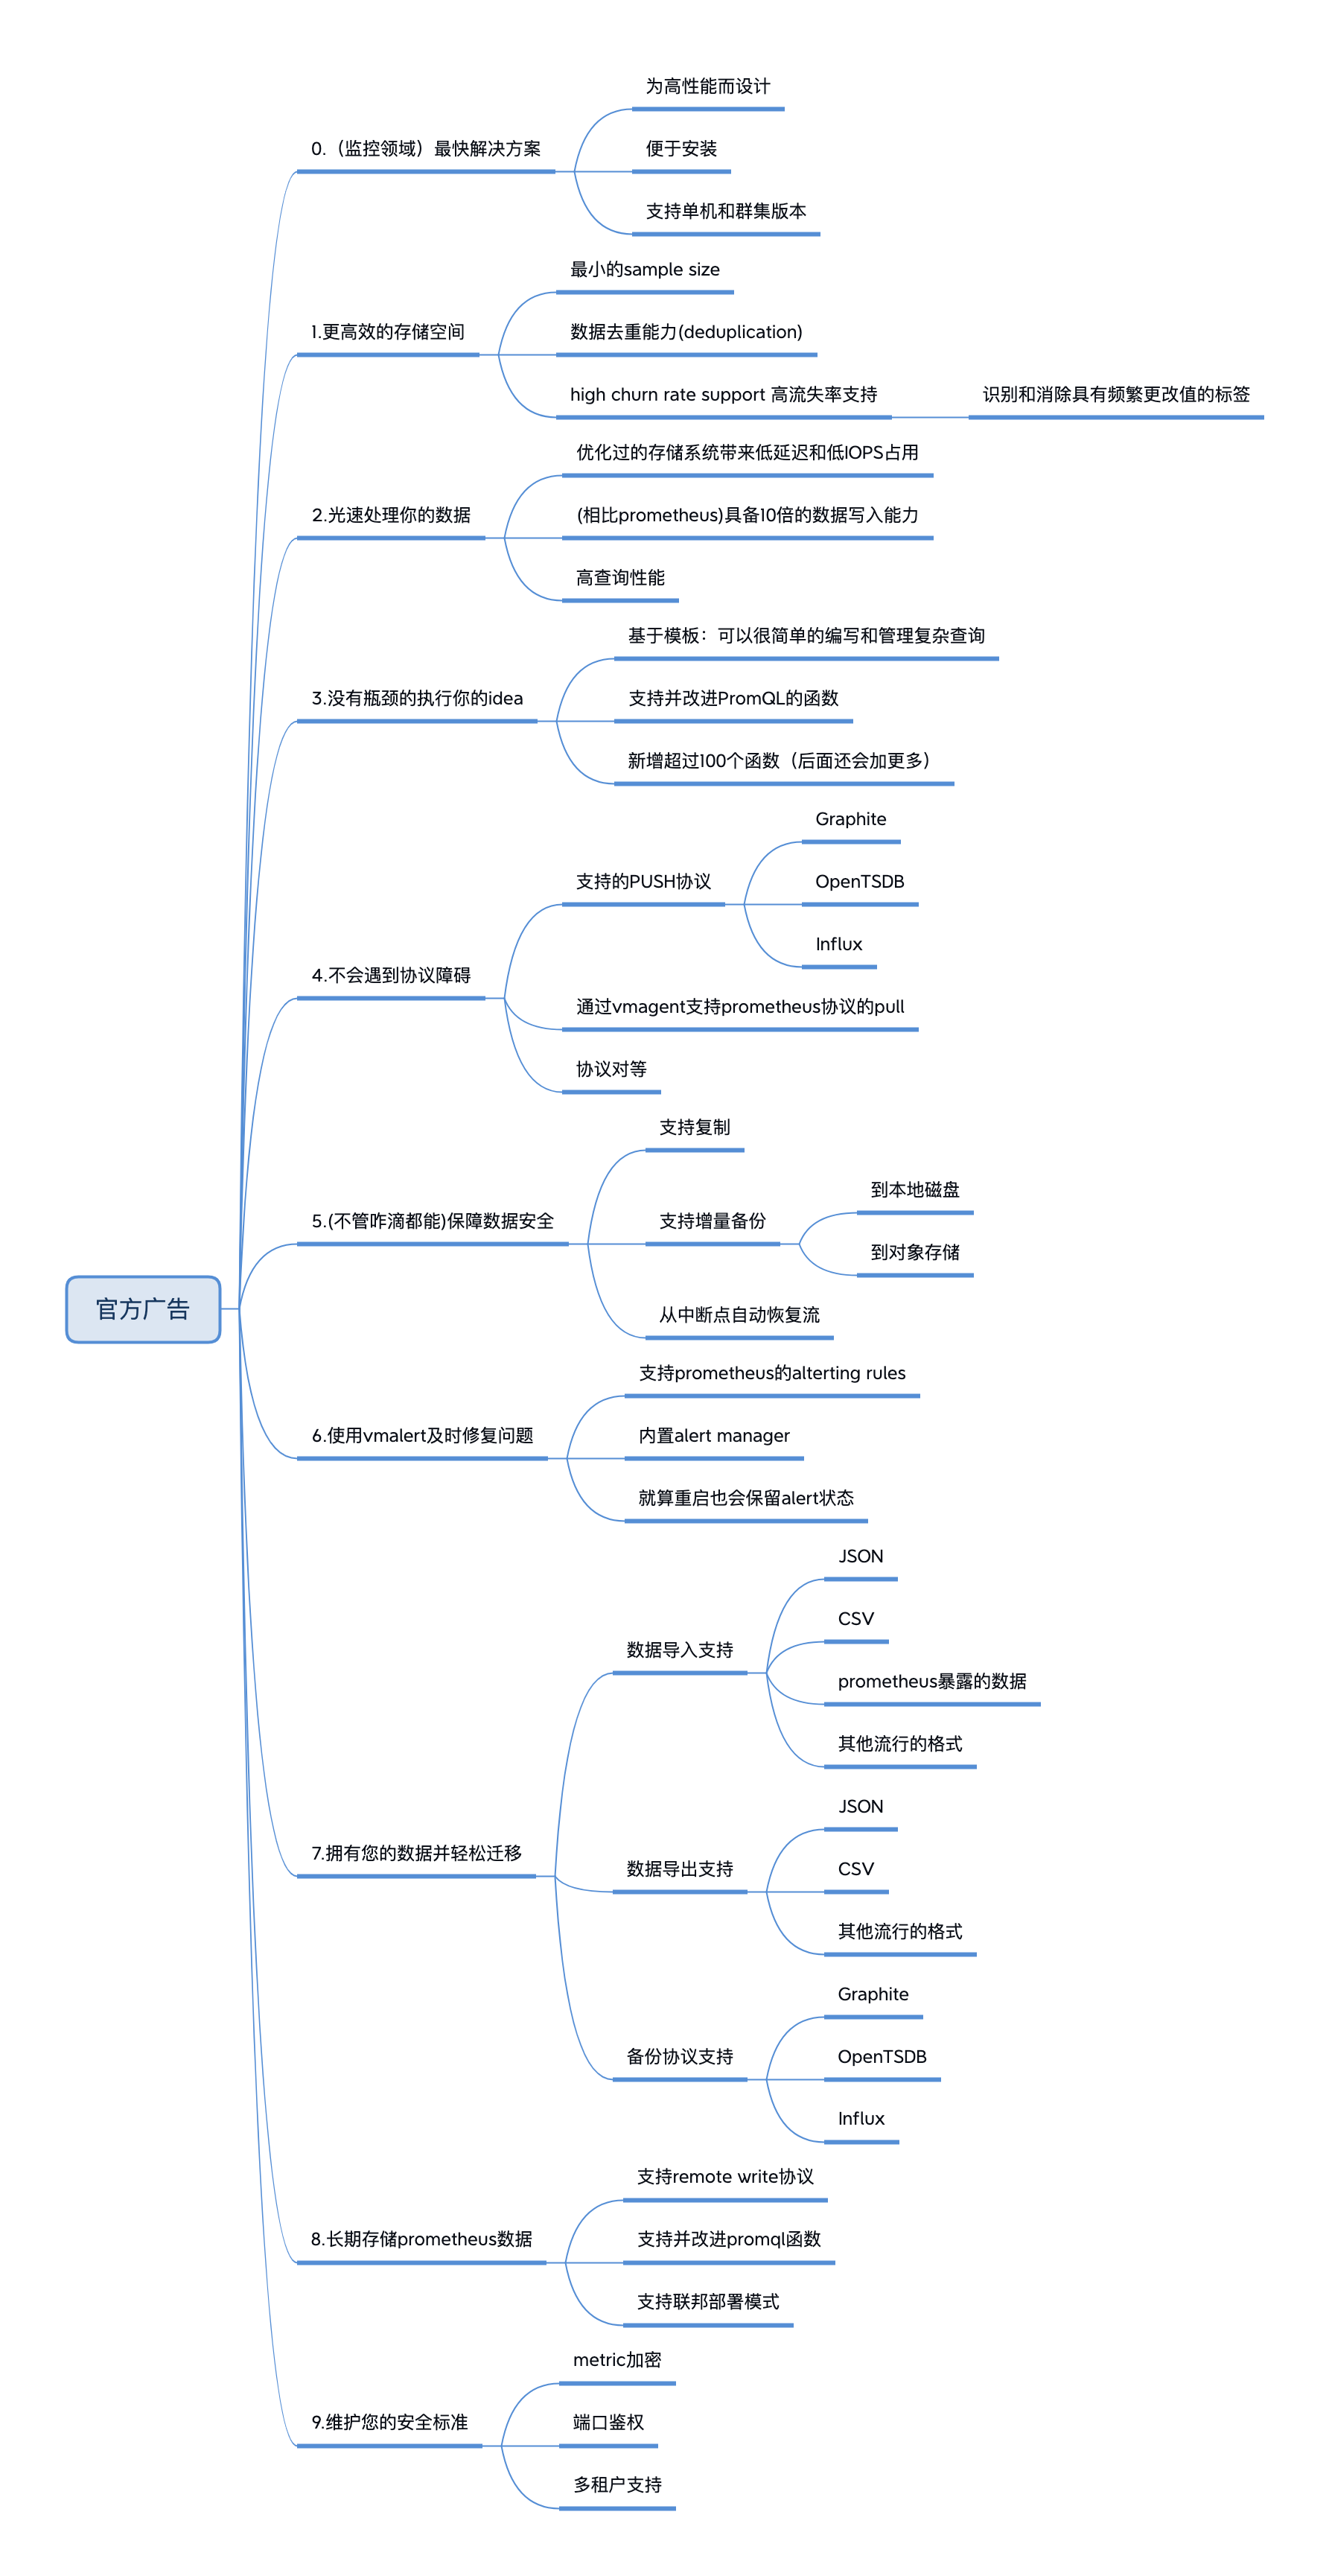 官方广告
0.（监控领域）最快解决方案
为高性能而设计
便于安装
支持单机和群集版本
1.更高效的存储空间
最小的sample size
数据去重能力(deduplication)
high churn rate support 高流失率支持
识别和消除具有频繁更改值的标签
2.光速处理你的数据
优化过的存储系统带来低延迟和低IOPS占用
(相比prometheus)具备10倍的数据写入能力
高查询性能
3.没有瓶颈的执行你的idea
基于模板：可以很简单的编写和管理复杂查询
支持并改进PromQL的函数
新增超过100个函数（后面还会加更多）
4.不会遇到协议障碍
支持的PUSH协议
Graphite
OpenTSDB
Influx
通过vmagent支持prometheus协议的pull
协议对等
5.(不管咋滴都能)保障数据安全
支持复制
支持增量备份
到本地磁盘
到对象存储
从中断点自动恢复流
6.使用vmalert及时修复问题
支持prometheus的alterting rules
内置alert manager
就算重启也会保留alert状态
7.拥有您的数据并轻松迁移
数据导入支持
JSON
CSV
prometheus暴露的数据
其他流行的格式
数据导出支持
JSON
CSV
其他流行的格式
备份协议支持
Graphite
OpenTSDB
Influx
8.长期存储prometheus数据
支持remote write协议
支持并改进promql函数
支持联邦部署模式
9.维护您的安全标准
metric加密
端口鉴权
多租户支持